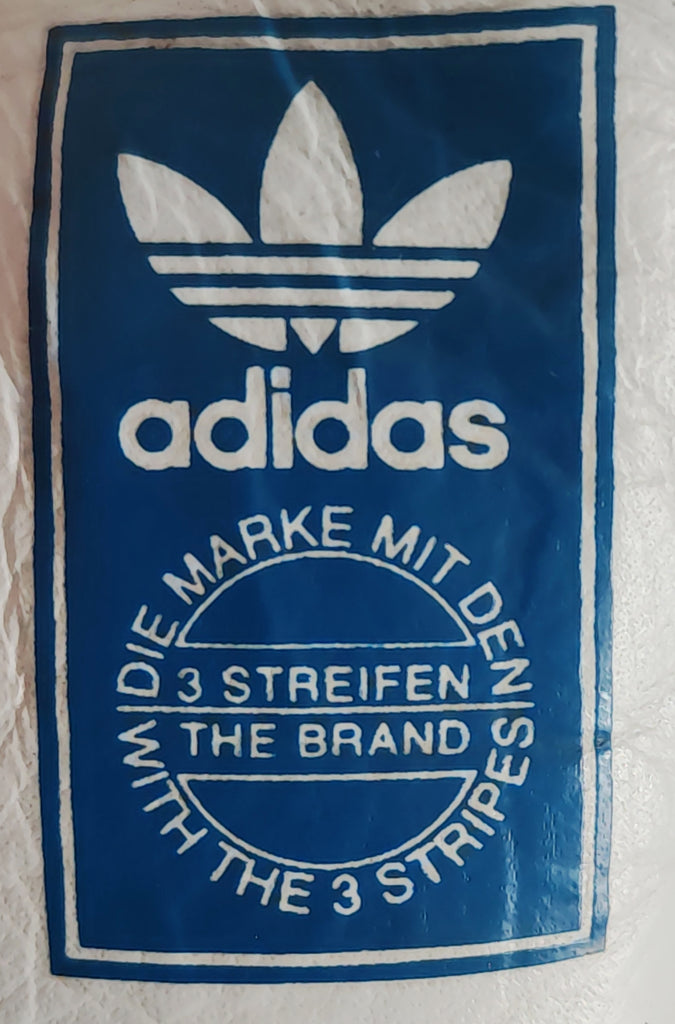 adidas
DIE MARKE MIT DEN
3 STREIFEN
THE BRAND
WITH THE 3 STRIPES